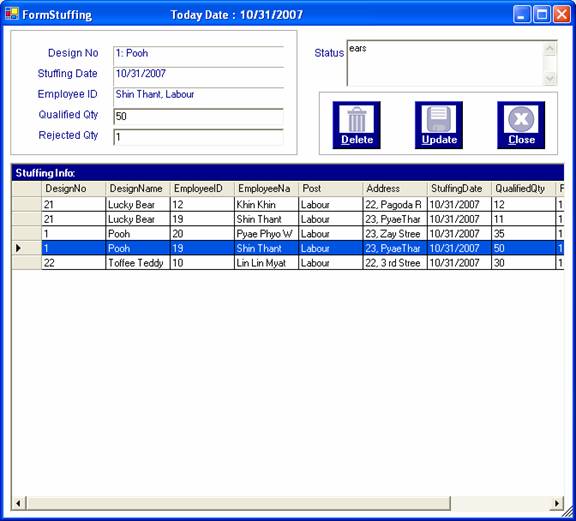 FormStuffing Today Date : 10/31/2007
Design No 1: Pooh
Stuffing Date 10/31/2007
Employee ID Shin Thant, Labour
Qualified Qty 50
Rejected Qty 1
Status ears
Delete Update Close
Stuffing Info:
DesignNo DesignName EmployeeID EmployeeNa Post Address StuffingDate QualifiedQty
21 Lucky Bear 12 Khin Khin Labour 22, Pagoda R 10/31/2007 12 1
21 Lucky Bear 19 Shin Thant Labour 23, PyaeThar 10/31/2007 11 1
1 Pooh 20 Pyae Phyo W Labour 23, Zay Stree 10/31/2007 35 1
1 Pooh 19 Shin Thant Labour 23, PyaeThar 10/31/2007 50 1
22 Toffee Teddy 10 Lin Lin Myat Labour 22, 3 rd Stree 10/31/2007 30 1